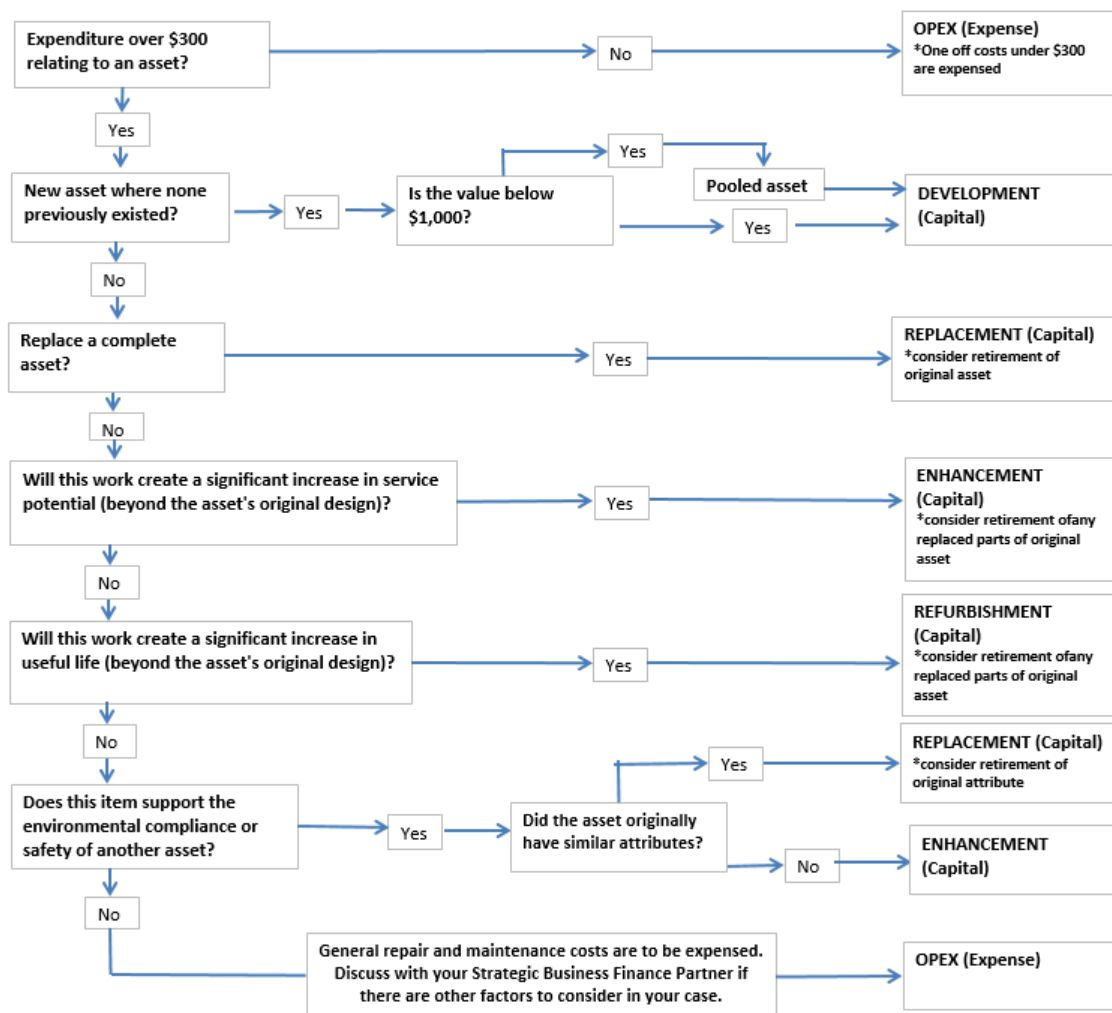 Expenditure over $300
relating to an asset?
No
OPEX (Expense)
*One off costs under $300
are expensed
Yes
New asset where none
previously existed?
Yes
Is the value below
$1,000?
Yes
Pooled asset
Yes
DEVELOPMENT
(Capital)
No
Replace a complete
asset?
Yes
REPLACEMENT (Capital)
*consider retirement of
original asset
No
Will this work create a significant increase in service
potential (beyond the asset's original design)?
Yes
ENHANCEMENT
(Capital)
*consider retirement ofany
replaced parts of original
asset
No
Will this work create a significant increase in
useful life (beyond the asset's original design)?
Yes
REFURBISHMENT
(Capital)
*consider retirement ofany
replaced parts of original
asset
No
Does this item support the
environmental compliance or
safety of another asset?
Yes
Did the asset originally
have similar attributes?
Yes
REPLACEMENT (Capital)
*consider retirement of
original attribute
No
ENHANCEMENT
(Capital)
No
General repair and maintenance costs are to be expensed.
Discuss with your Strategic Business Finance Partner if
there are other factors to consider in your case.
OPEX (Expense)